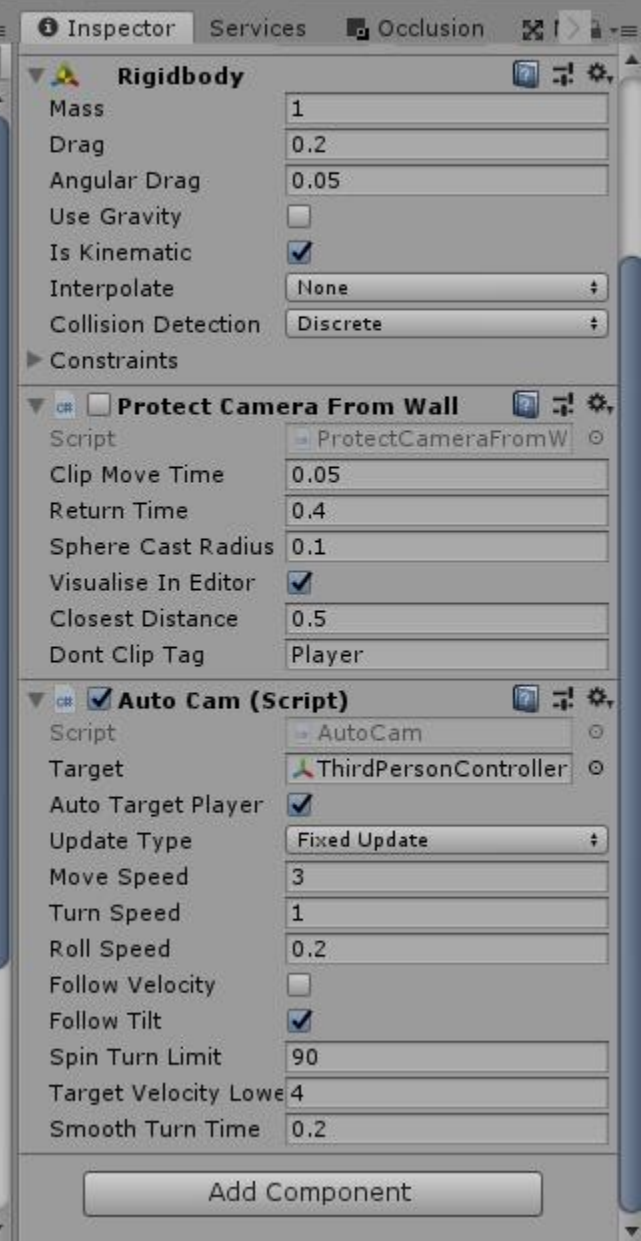 Inspector Services Occlusion
Rigidbody
Mass 1
Drag 0.2
Angular Drag 0.05
Use Gravity
Is Kinematic
Interpolate None
Collision Detection Discrete
Constraints
c# Protect Camera From Wall
Script ProtectCameraFromW
Clip Move Time 0.05
Return Time 0.4
Sphere Cast Radius 0.1
Visualise In Editor
Closest Distance 0.5
Dont Clip Tag Player
c# Auto Cam (Script)
Script AutoCam
Target ThirdPersonController
Auto Target Player
Update Type Fixed Update
Move Speed 3
Turn Speed 1
Roll Speed 0.2
Follow Velocity
Follow Tilt
Spin Turn Limit 90
Target Velocity Lowe 4
Smooth Turn Time 0.2
Add Component